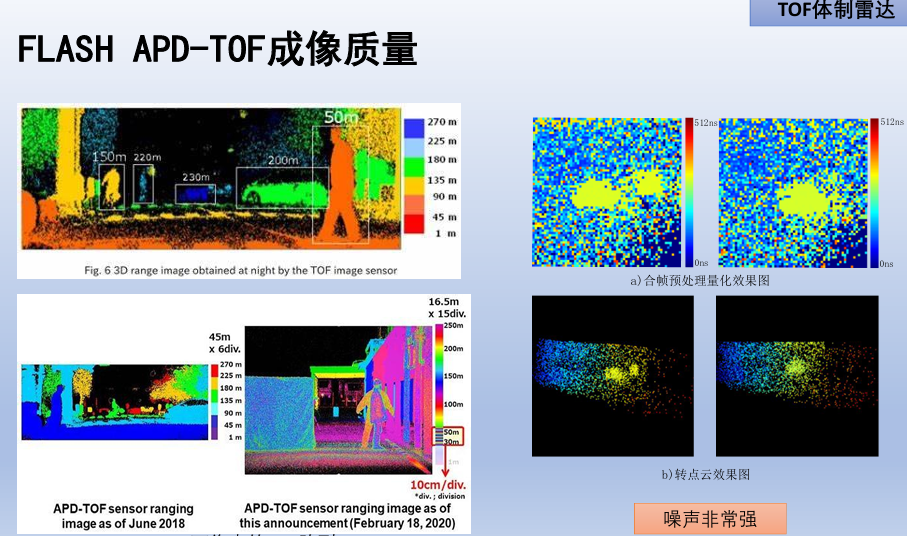 TOF体制雷达
FLASH APD-TOF成像质量
50m
150m
220m
230m
200m
270 m
225 m
180 m
135 m
90 m
45 m
1 m
Fig. 6 3D range image obtained at night by the TOF image sensor
512ns
0ns
512ns
0ns
a)合帧预处理量化效果图
45m
x 6div.
270 m
225 m
180 m
135 m
90 m
45 m
1 m
16.5m
x 15div.
250m
200m
150m
100m
50m
30m
1m
10cm/div.
*div. ; division
APD-TOF sensor ranging
image as of June 2018
APD-TOF sensor ranging image as of
this announcement (February 18, 2020)
b)转点云效果图
噪声非常强